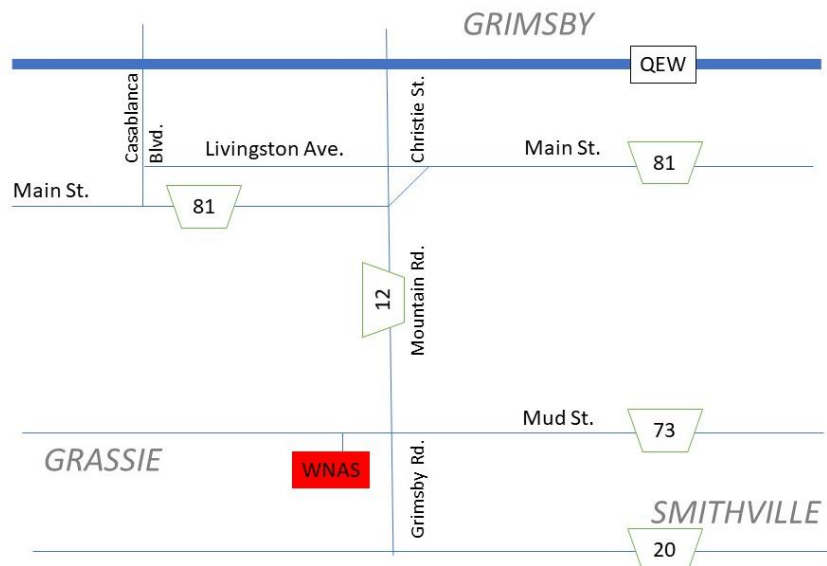 GRIMSBY
QEW
Casablanca
Blvd.
Christie St.
Livingston Ave.
Main St.
81
Main St.
81
12
Mountain Rd.
Mud St.
73
GRASSIE
WNAS
Grimsby Rd.
SMITHVILLE
20